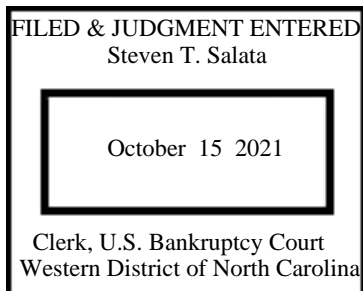 FILED & JUDGMENT ENTERED
Steven T. Salata
October 15 2021
Clerk, U.S. Bankruptcy Court
Western District of North Carolina